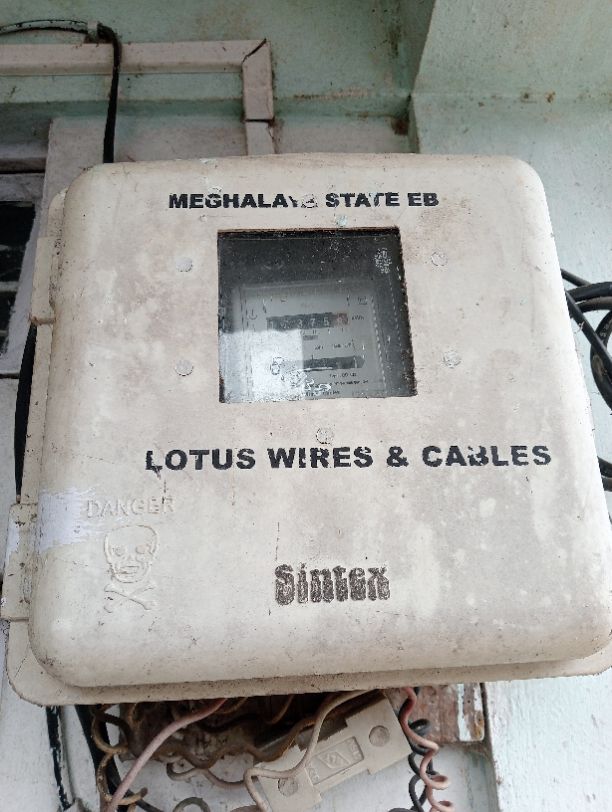 MEGHALAYA STATE EB
LOTUS WIRES & CABLES
DANGER
Sintex